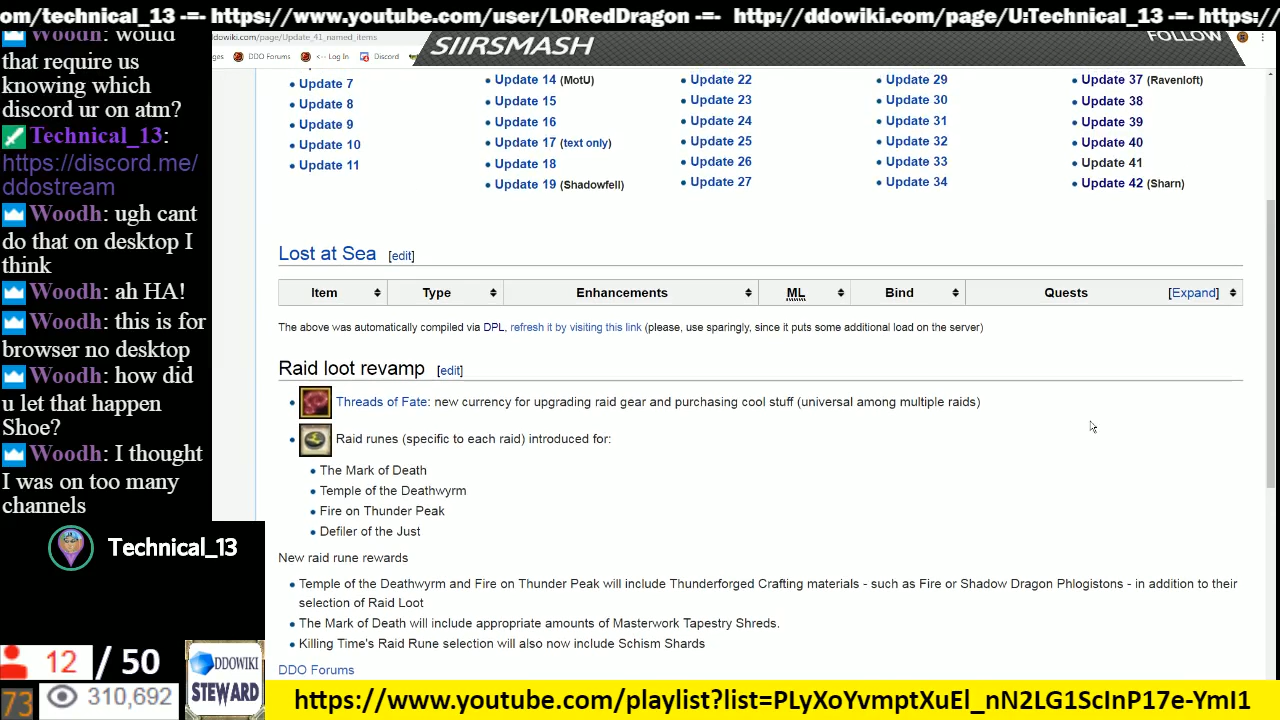 om/technical_13 -=- https://www.youtube.com/user/L0RedDragon -=- http://ddowiki.com/page/U:Technical_13 -=- https:/
Woodh: would
that require us
knowing which
discord ur on atm?
Technical_13:
https://discord.me/
ddostream
Woodh: ugh cant
do that on desktop I
think
Woodh: ah HA!
Woodh: this is for
browser no desktop
Woodh: how did
u let that happen
Shoe?
Woodh: I thought
I was on too many
channels
Technical_13
12 / 50
73 310,692
DDOWIKI
STEWARD
com/page/Update_41_named_items
ges DDO Forums <-- Log In Discord
SIIRSMASH
FOLLOW
Update 7
Update 8
Update 9
Update 10
Update 11
Update 14 (MotU)
Update 15
Update 16
Update 17 (text only)
Update 18
Update 19 (Shadowfell)
Update 22
Update 23
Update 24
Update 25
Update 26
Update 27
Update 29
Update 30
Update 31
Update 32
Update 33
Update 34
Update 37 (Ravenloft)
Update 38
Update 39
Update 40
Update 41
Update 42 (Sharn)
Lost at Sea [edit]
Item Type Enhancements ML Bind Quests [Expand]
The above was automatically compiled via DPL, refresh it by visiting this link (please, use sparingly, since it puts some additional load on the server)
Raid loot revamp [edit]
Threads of Fate: new currency for upgrading raid gear and purchasing cool stuff (universal among multiple raids)
Raid runes (specific to each raid) introduced for:
The Mark of Death
Temple of the Deathwyrm
Fire on Thunder Peak
Defiler of the Just
New raid rune rewards
Temple of the Deathwyrm and Fire on Thunder Peak will include Thunderforged Crafting materials - such as Fire or Shadow Dragon Phlogistons - in addition to their
selection of Raid Loot
The Mark of Death will include appropriate amounts of Masterwork Tapestry Shreds.
Killing Time's Raid Rune selection will also now include Schism Shards
DDO Forums
https://www.youtube.com/playlist?list=PLyXoYvmptXuEl_nN2LG1ScInP17e-YmI1